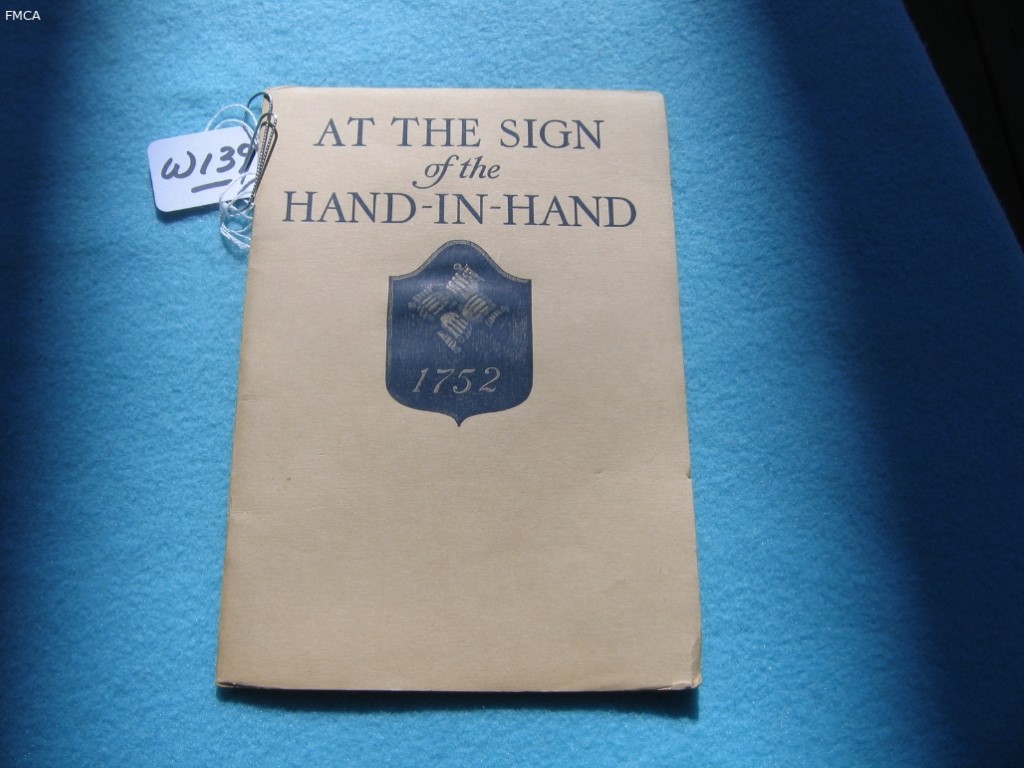 FMCA
W139
AT THE SIGN
of the
HAND-IN-HAND
1752